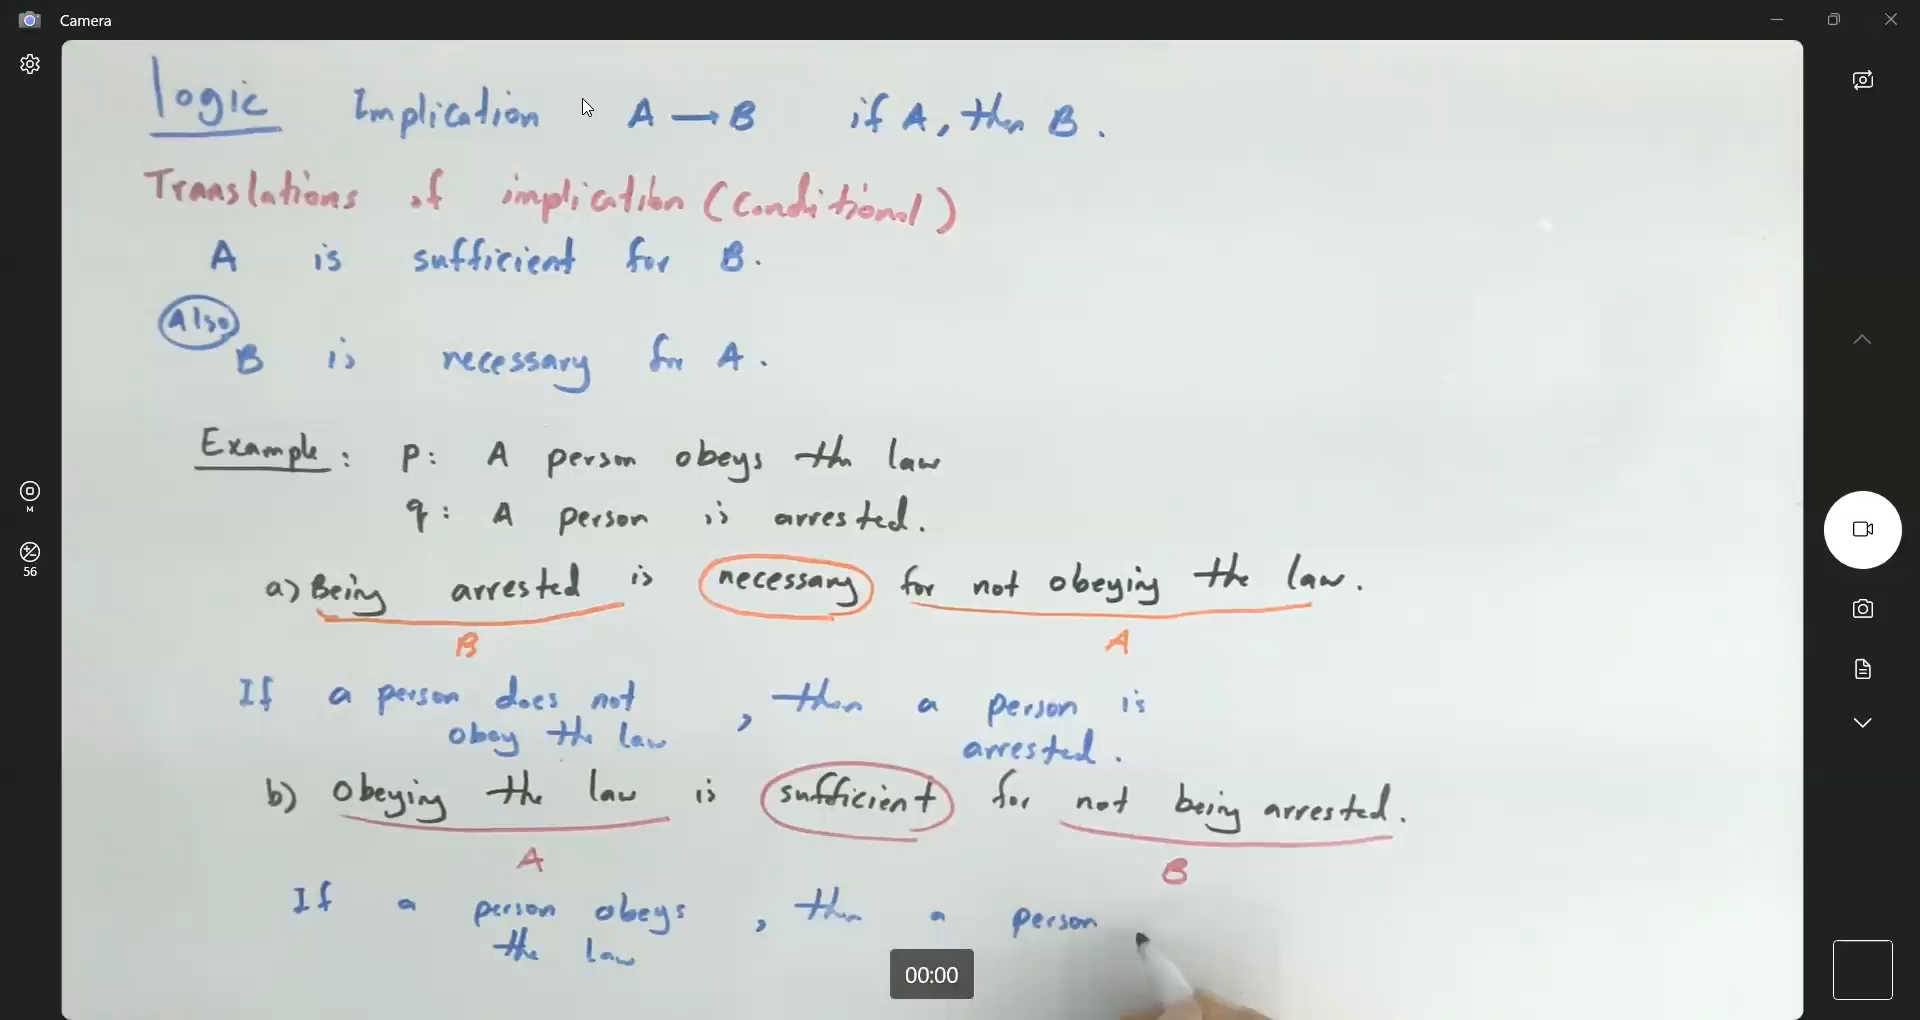 Camera
logic Implication A → B if A, then B.
Translations of implication (conditional)
A is sufficient for B.
Also
B is necessary for A.
Example: p: A person obeys the law
q: A person is arrested.
a) Being arrested is necessary for not obeying the law.
B A
If a person does not obey the law, then a person is arrested.
b) obeying the law is sufficient for not being arrested.
A B
If a person obeys the law, then a person
M
56
00:00